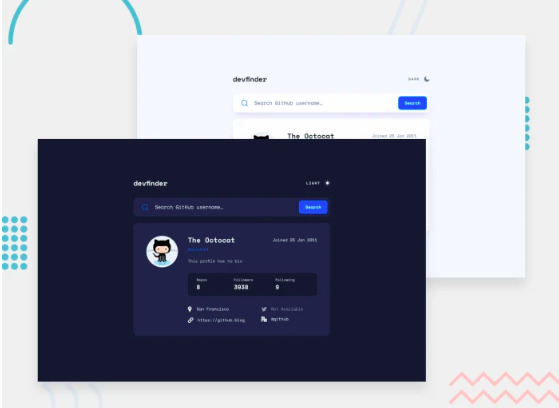 devfinder
DARK
Search GitHub username...
Search
The Octocat
Joined 25 Jan 2011
devfinder
LIGHT
Search GitHub username...
Search
The Octocat
Joined 25 Jan 2011
This profile has no bio
Repos Followers Following
8 3938 9
San Francisco Not Available
https://github.blog @github